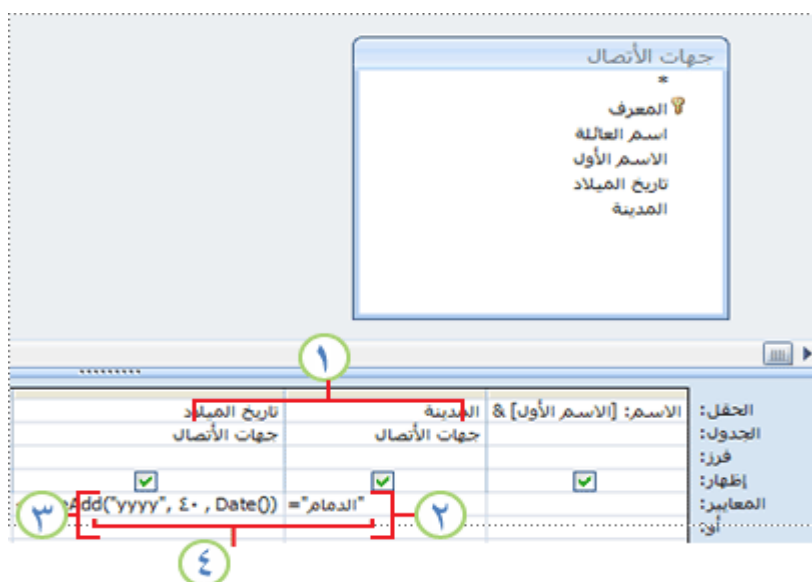 جهات الأتصال
*
المعرف
اسم العائلة
الاسم الأول
تاريخ الميلاد
المدينة
١
الحقل: الاسم: [الاسم الأول] & المدينة تاريخ الميلاد
الجدول: جهات الأتصال جهات الأتصال
فرز:
إظهار:
المعايير: ="الدمام" Add("yyyy", ٤٠ , Date())
أو:
٢
٣
٤